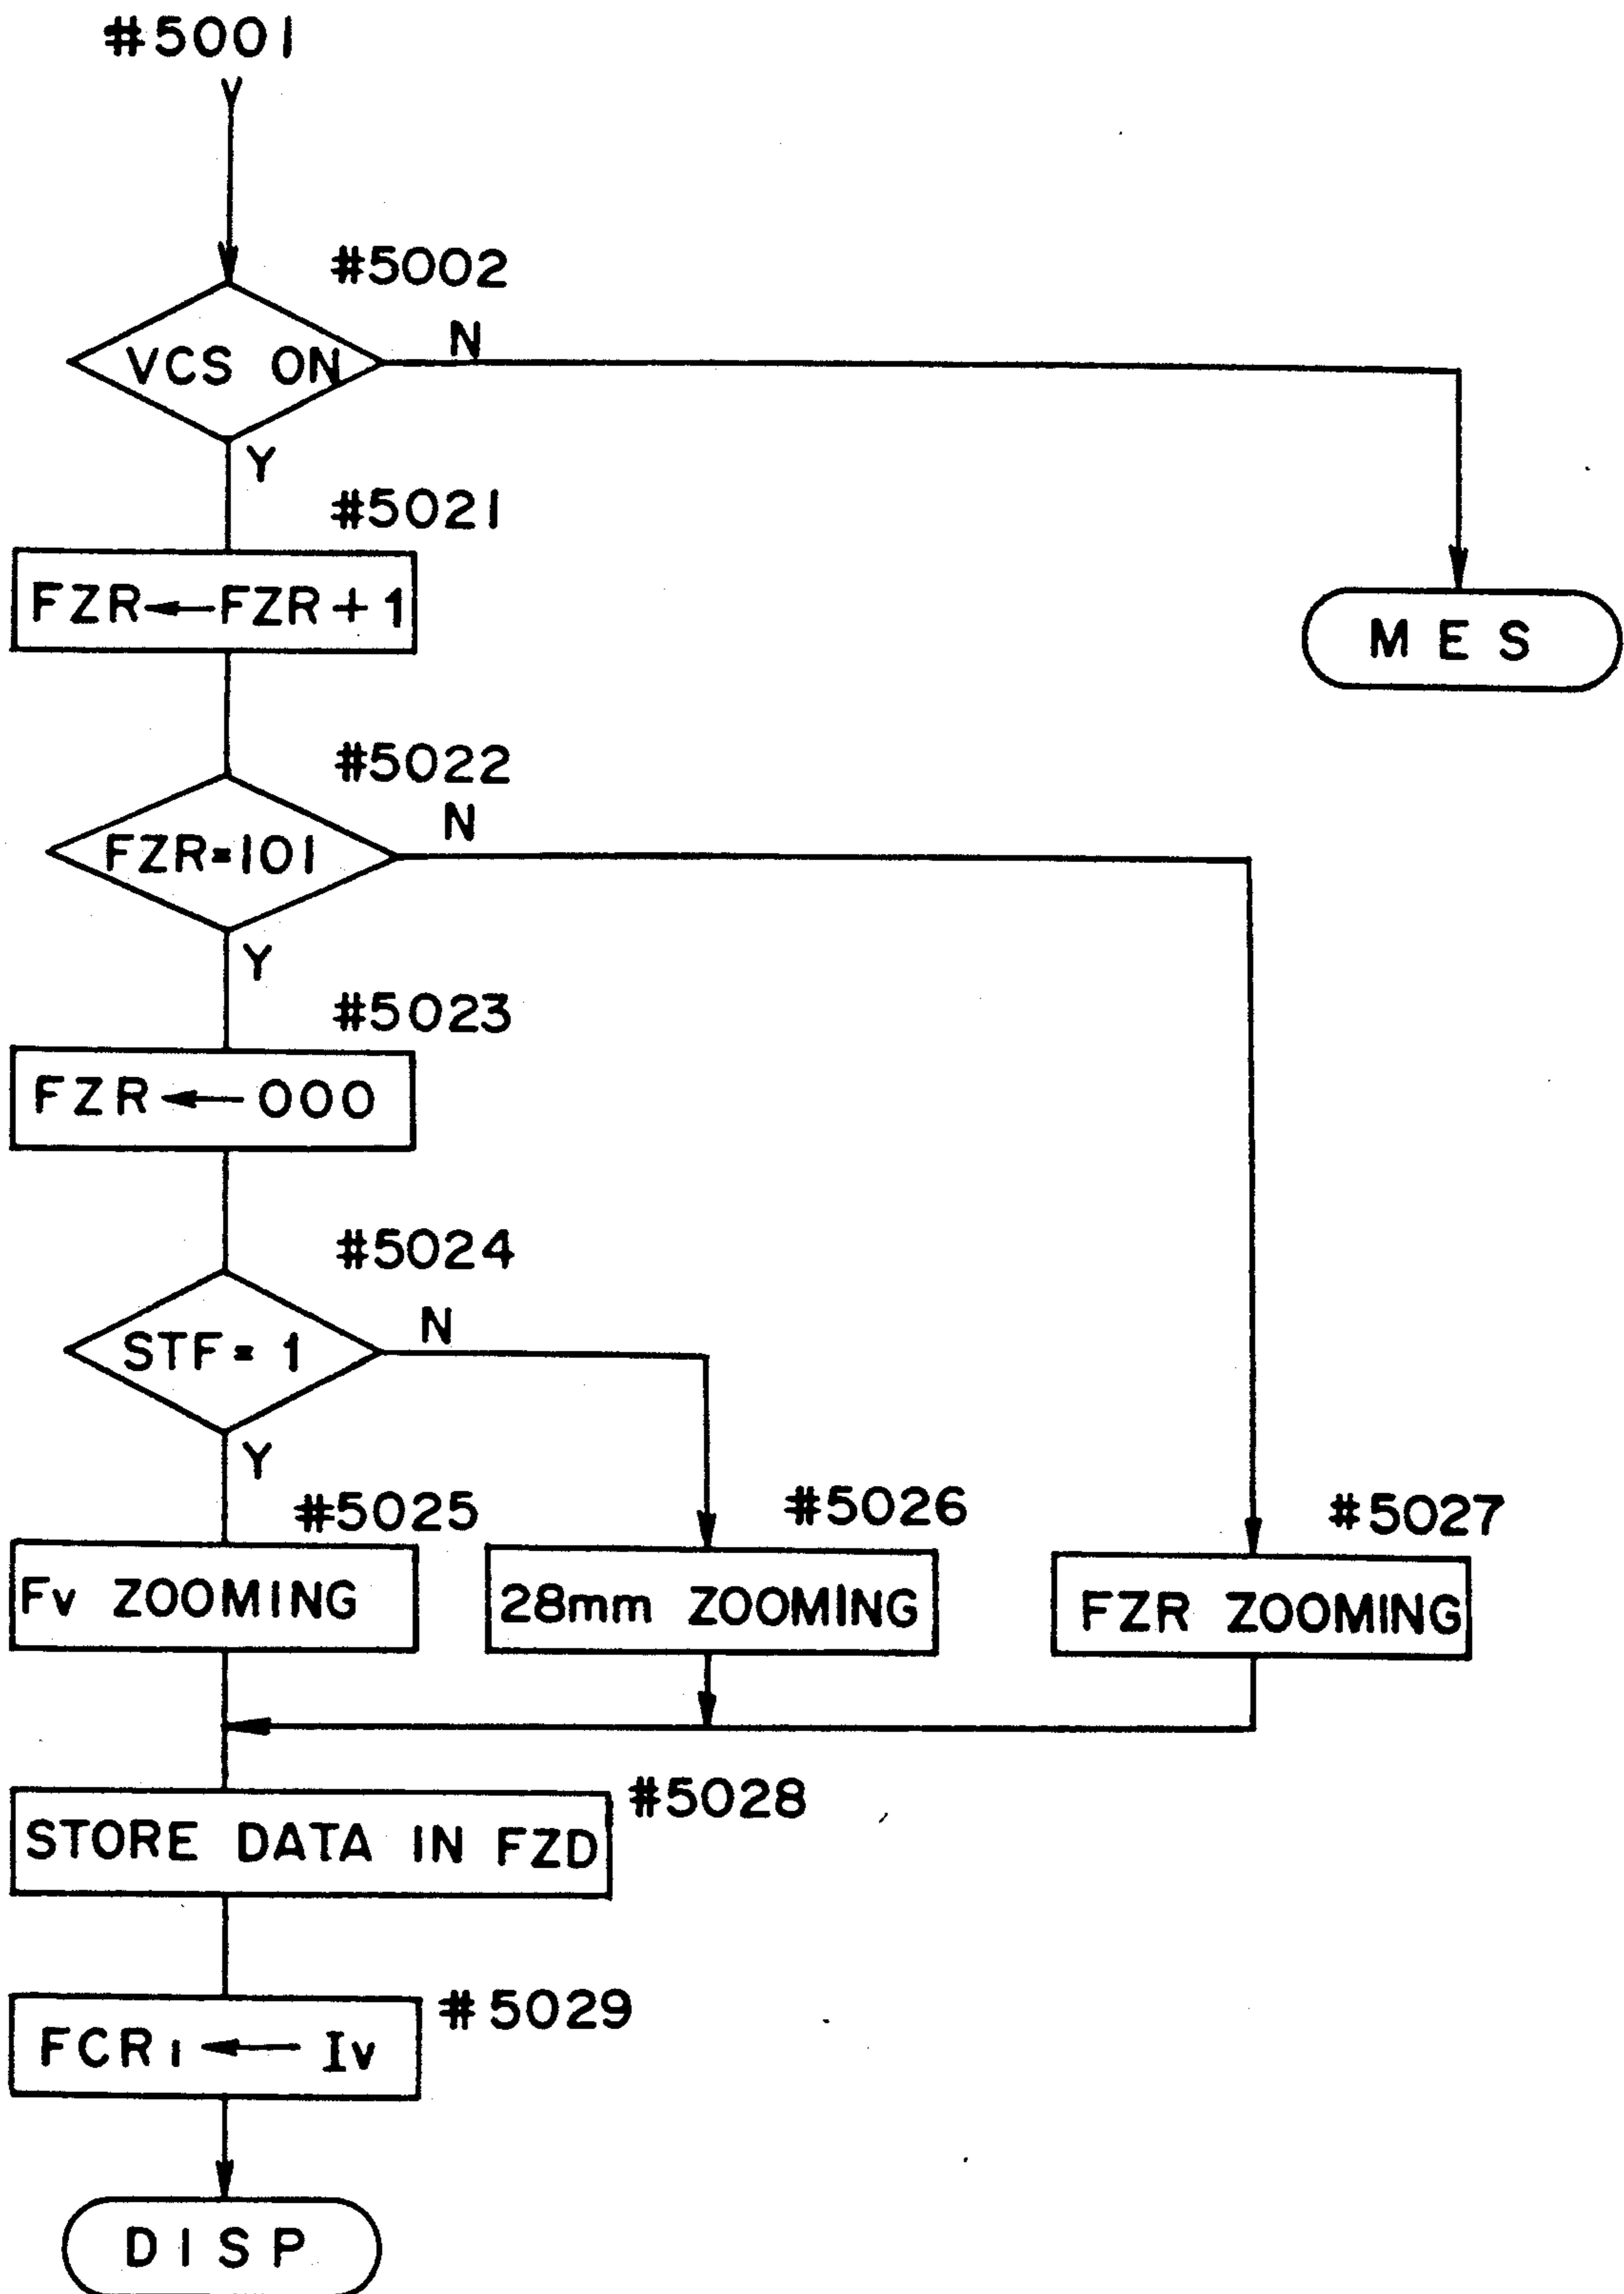 #5001
Y
#5002
VCS ON
N
Y
#5021
FZR←FZR+1
MES
#5022
FZR=101
N
Y
#5023
FZR←000
#5024
STF=1
N
Y
#5025
#5026
#5027
Fv ZOOMING
28mm ZOOMING
FZR ZOOMING
STORE DATA IN FZD
#5028
FCR1←Iv
#5029
DISP